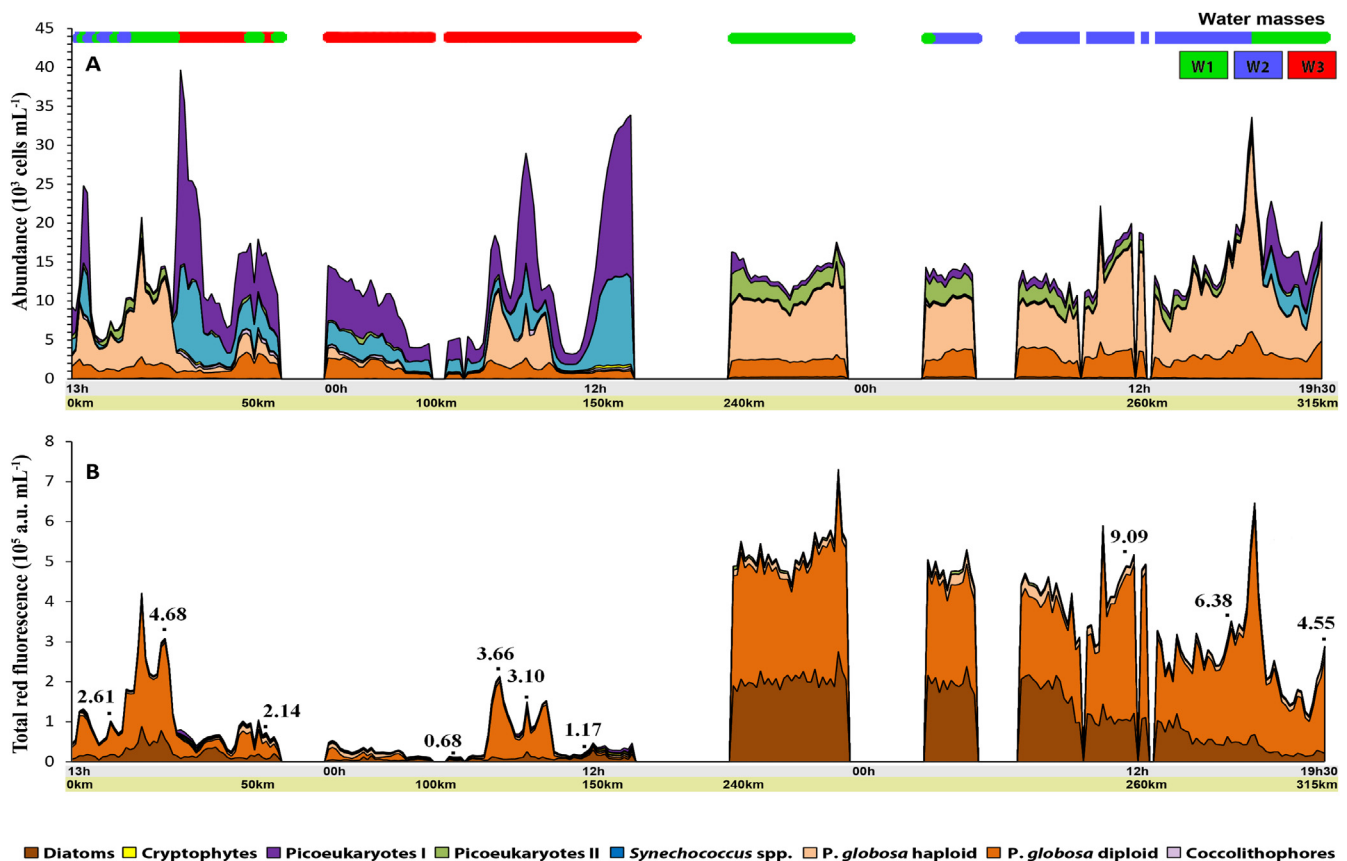 Water masses
W1 W2 W3
A
Abundance (10³ cells mL⁻¹)
45
40
35
30
25
20
15
10
5
0
13h 00h 12h 00h 12h 19h30
0km 50km 100km 150km 240km 260km 315km
B
Total red fluorescence (10⁵ a.u. mL⁻¹)
8
7
6
5
4
3
2
1
0
2.61
4.68
2.14
0.68
3.66
3.10
1.17
9.09
6.38
4.55
13h 00h 12h 00h 12h 19h30
0km 50km 100km 150km 240km 260km 315km
Diatoms Cryptophytes Picoeukaryotes I Picoeukaryotes II Synechococcus spp. P. globosa haploid P. globosa diploid Coccolithophores